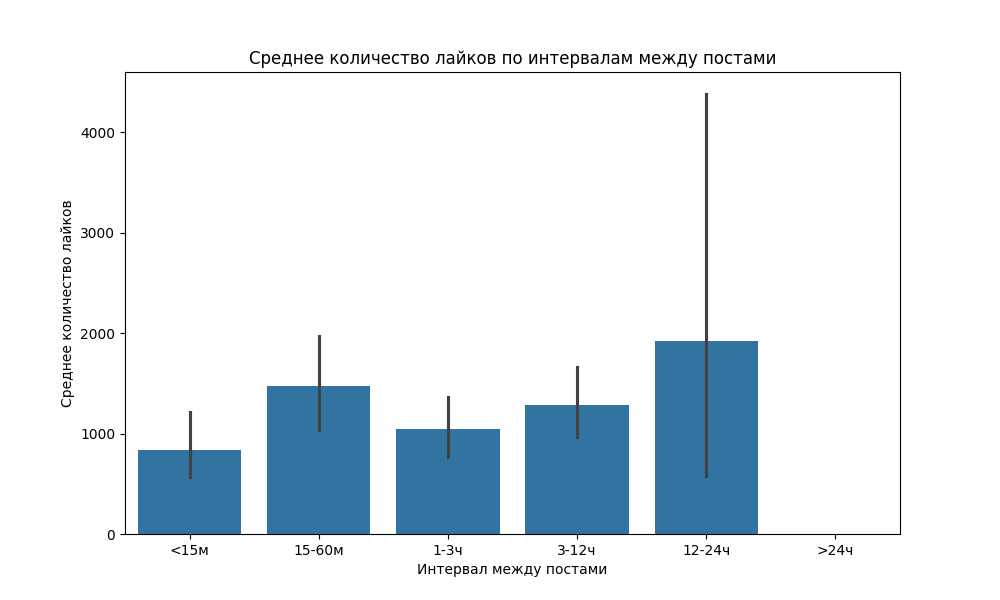 Среднее количество лайков по интервалам между постами
Среднее количество лайков
4000
3000
2000
1000
0
<15м
15-60м
1-3ч
3-12ч
12-24ч
>24ч
Интервал между постами